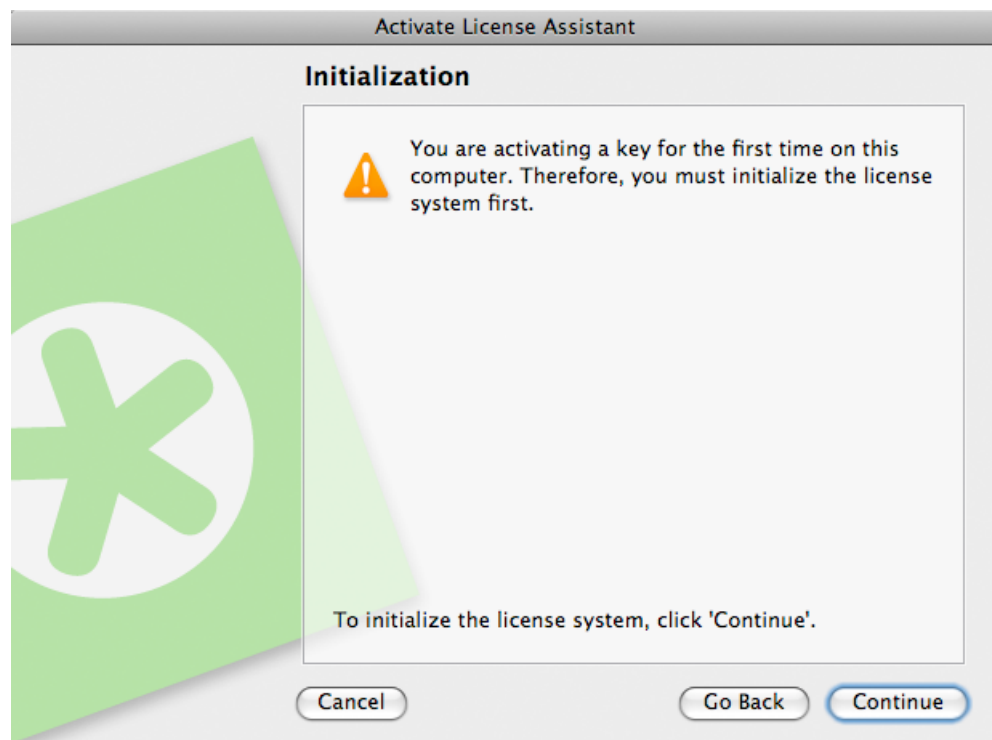 Activate License Assistant
Initialization
You are activating a key for the first time on this
computer. Therefore, you must initialize the license
system first.
To initialize the license system, click 'Continue'.
Cancel
Go Back
Continue